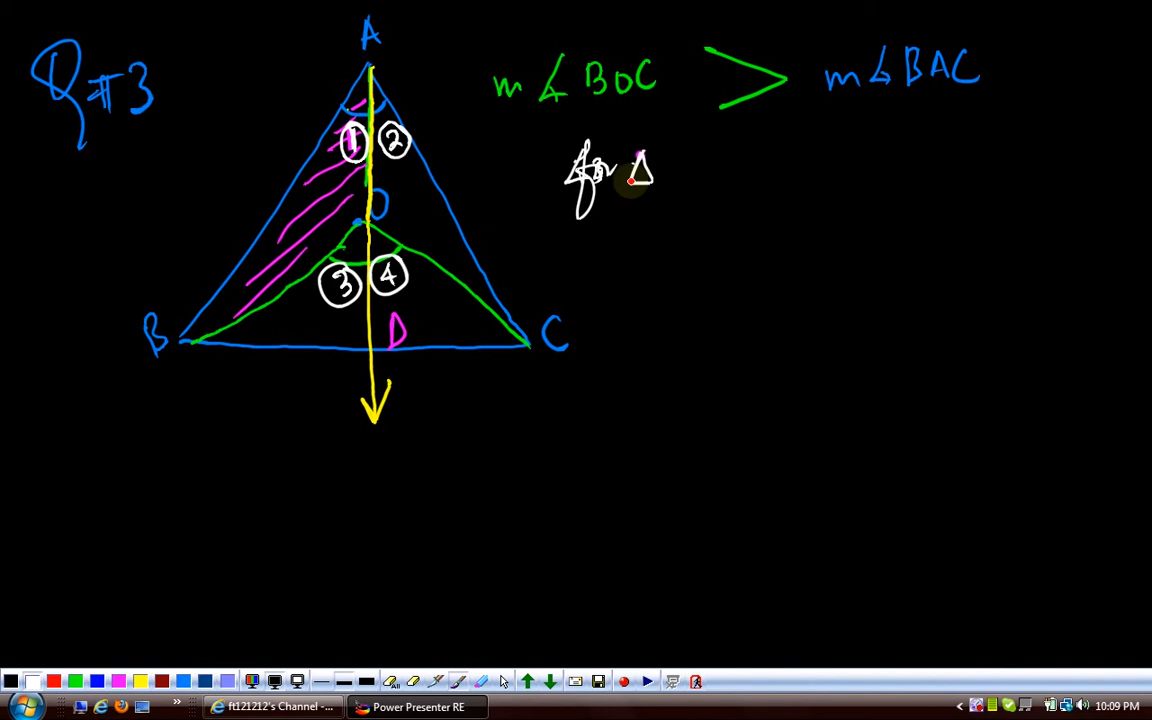 Q #3
A
m∡BOC > m∡BAC
1 2
for Δ
O
3 4
B D C
ft121212's Channel -...
Power Presenter RE
10:09 PM